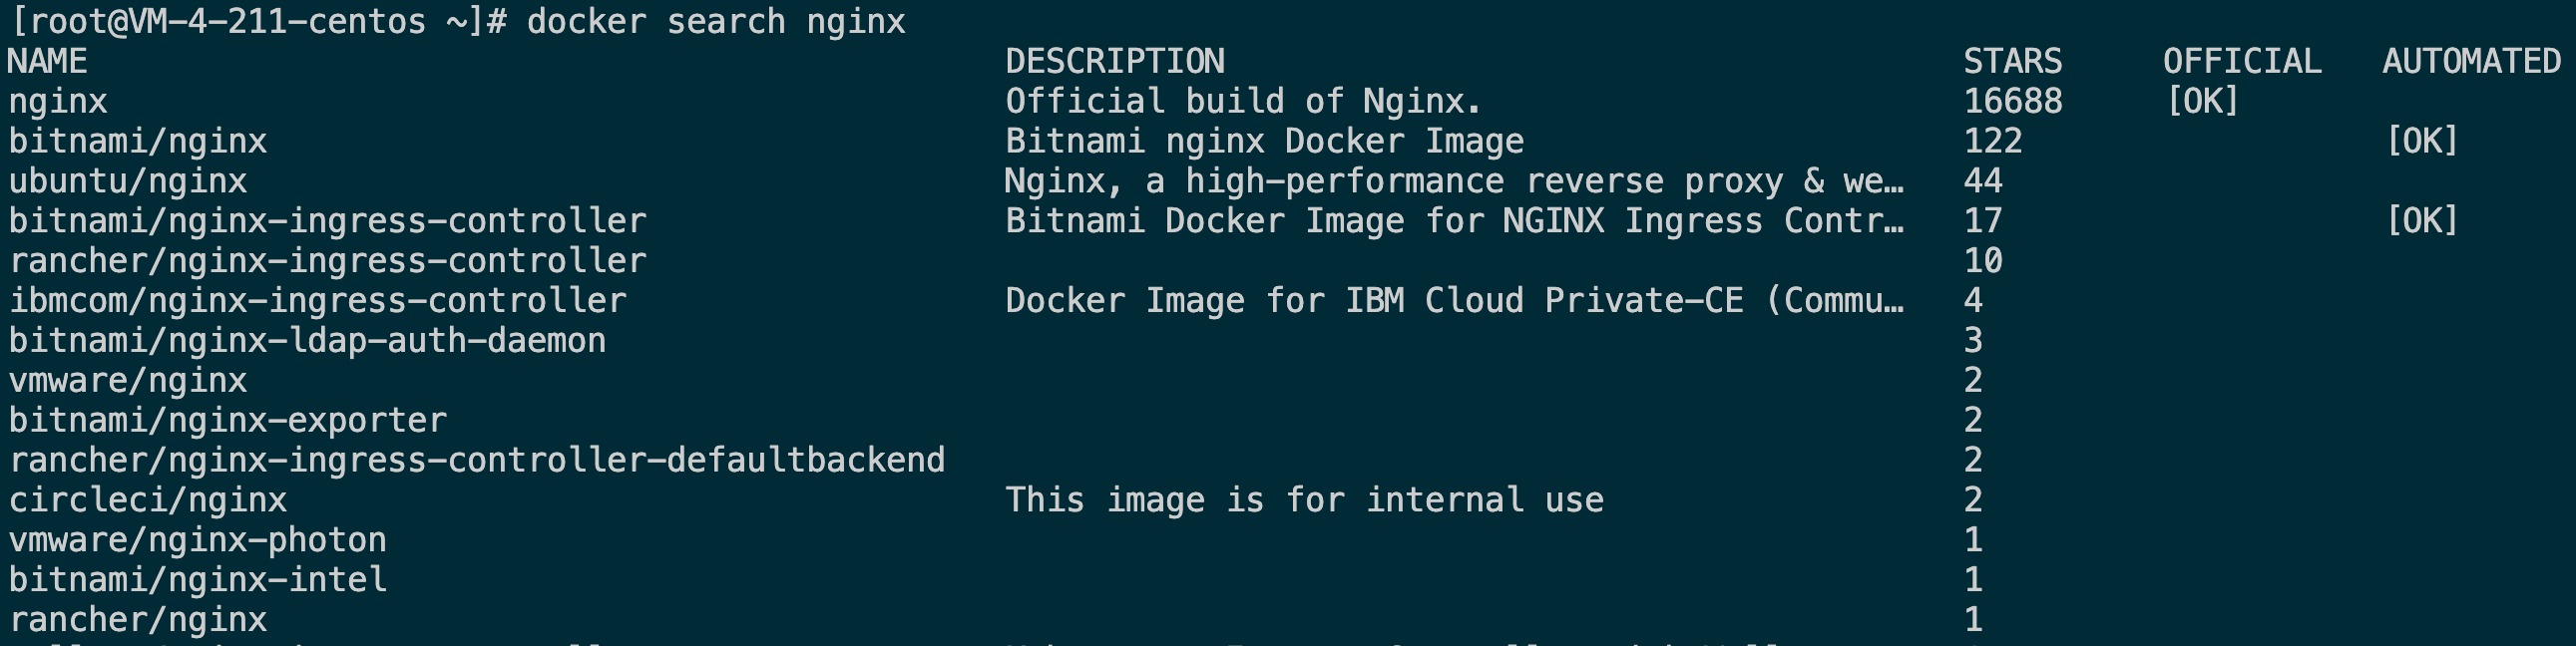 [root@VM-4-211-centos ~]# docker search nginx
NAME DESCRIPTION STARS OFFICIAL AUTOMATED
nginx Official build of Nginx. 16688 [OK]
bitnami/nginx Bitnami nginx Docker Image 122 [OK]
ubuntu/nginx Nginx, a high-performance reverse proxy & we… 44
bitnami/nginx-ingress-controller Bitnami Docker Image for NGINX Ingress Contr… 17 [OK]
rancher/nginx-ingress-controller 10
ibmcom/nginx-ingress-controller Docker Image for IBM Cloud Private-CE (Commu… 4
bitnami/nginx-ldap-auth-daemon 3
vmware/nginx 2
bitnami/nginx-exporter 2
rancher/nginx-ingress-controller-defaultbackend 2
circleci/nginx This image is for internal use 2
vmware/nginx-photon 1
bitnami/nginx-intel 1
rancher/nginx 1